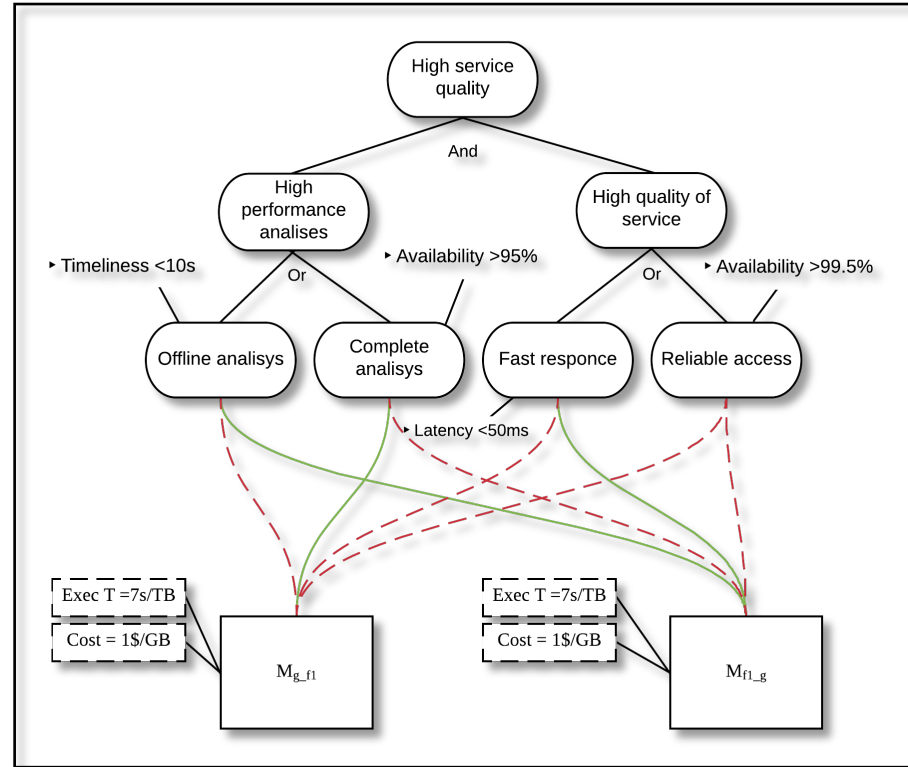 High service
quality
And
High
performance
analises
High quality of
service
Timeliness <10s
Or
Availability >95%
Or
Availability >99.5%
Offline analisys
Complete
analisys
Fast responce
Reliable access
Latency <50ms
Exec T =7s/TB
Cost = 1$/GB
Mg_f1
Exec T =7s/TB
Cost = 1$/GB
Mf1_g